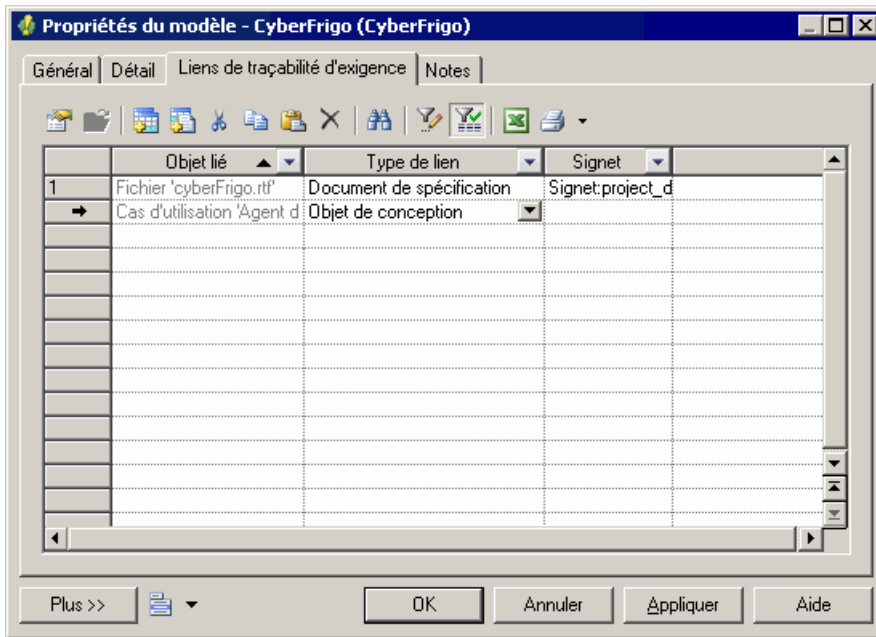 Propriétés du modèle - CyberFrigo (CyberFrigo)
Général Détail Liens de traçabilité d'exigence Notes
Objet lié Type de lien Signet
1 Fichier 'cyberFrigo.rtf' Document de spécification Signet:project_d
Cas d'utilisation 'Agent d Objet de conception
Plus >> OK Annuler Appliquer Aide